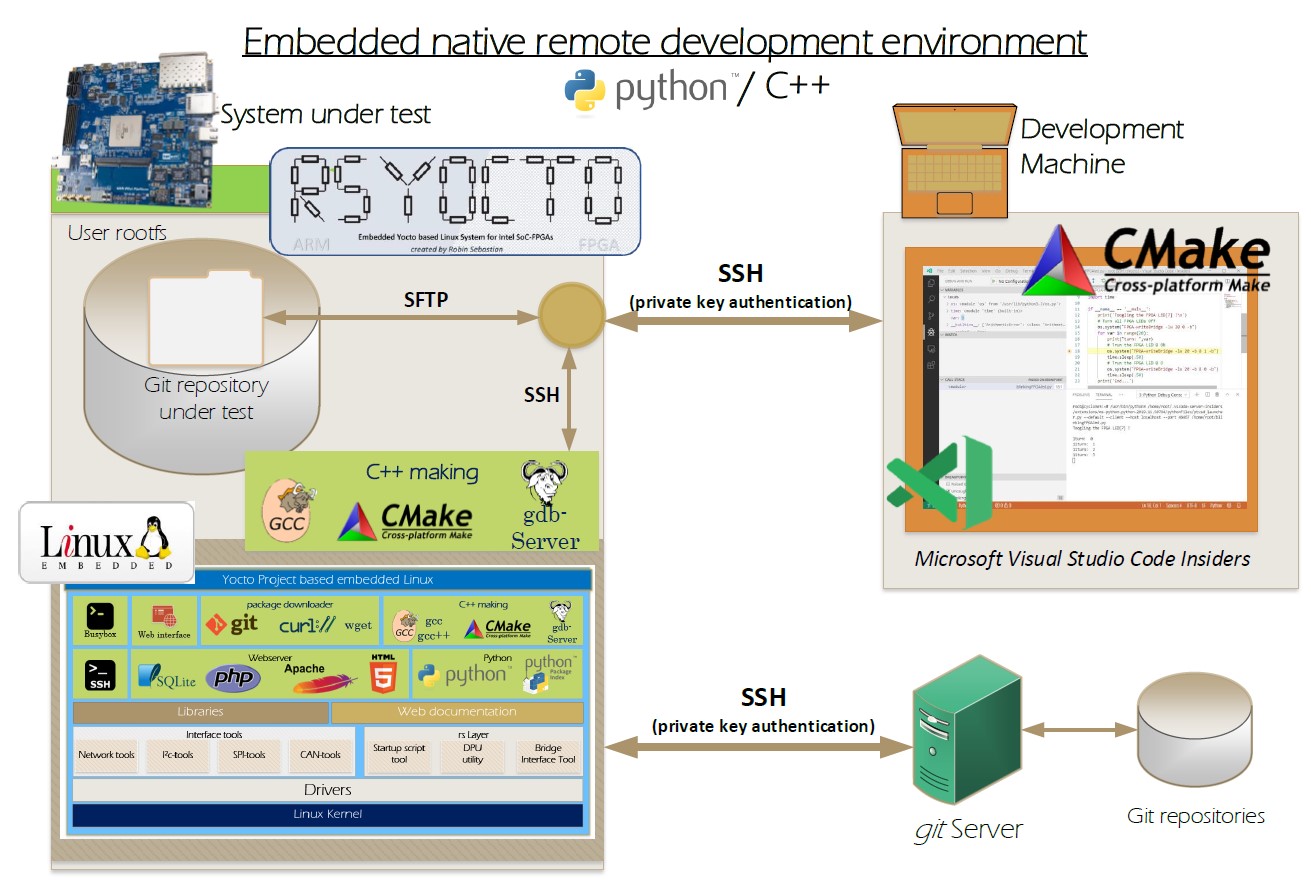 Embedded native remote development environment
python™ / C++
System under test
Development
Machine
RSYOCTO
Embedded Yocto based Linux System for Intel SoC-FPGAs
created by Robin Sebastian
ARM
FPGA
User rootfs
Git repository
under test
SFTP
SSH
(private key authentication)
SSH
CMake
Cross-platform Make
Microsoft Visual Studio Code Insiders
C++ making
GCC
CMake
Cross-platform Make
gdb-
Server
Linux
EMBEDDED
Yocto Project based embedded Linux
Busybox
Web interface
package downloader
git
curl://
wget
C++ making
GCC
gcc
gcc++
CMake
Cross-platform Make
gdb-
Server
SSH
Webserver
SQLite
php
Apache
HTML
5
Python
python™
python™
Package
Index
Libraries
Web documentation
Interface tools
Network tools
I²c-tools
SPI-tools
CAN-tools
rs Layer
Startup script
tool
DPU
utility
Bridge
Interface Tool
Drivers
Linux Kernel
SSH
(private key authentication)
git Server
Git repositories